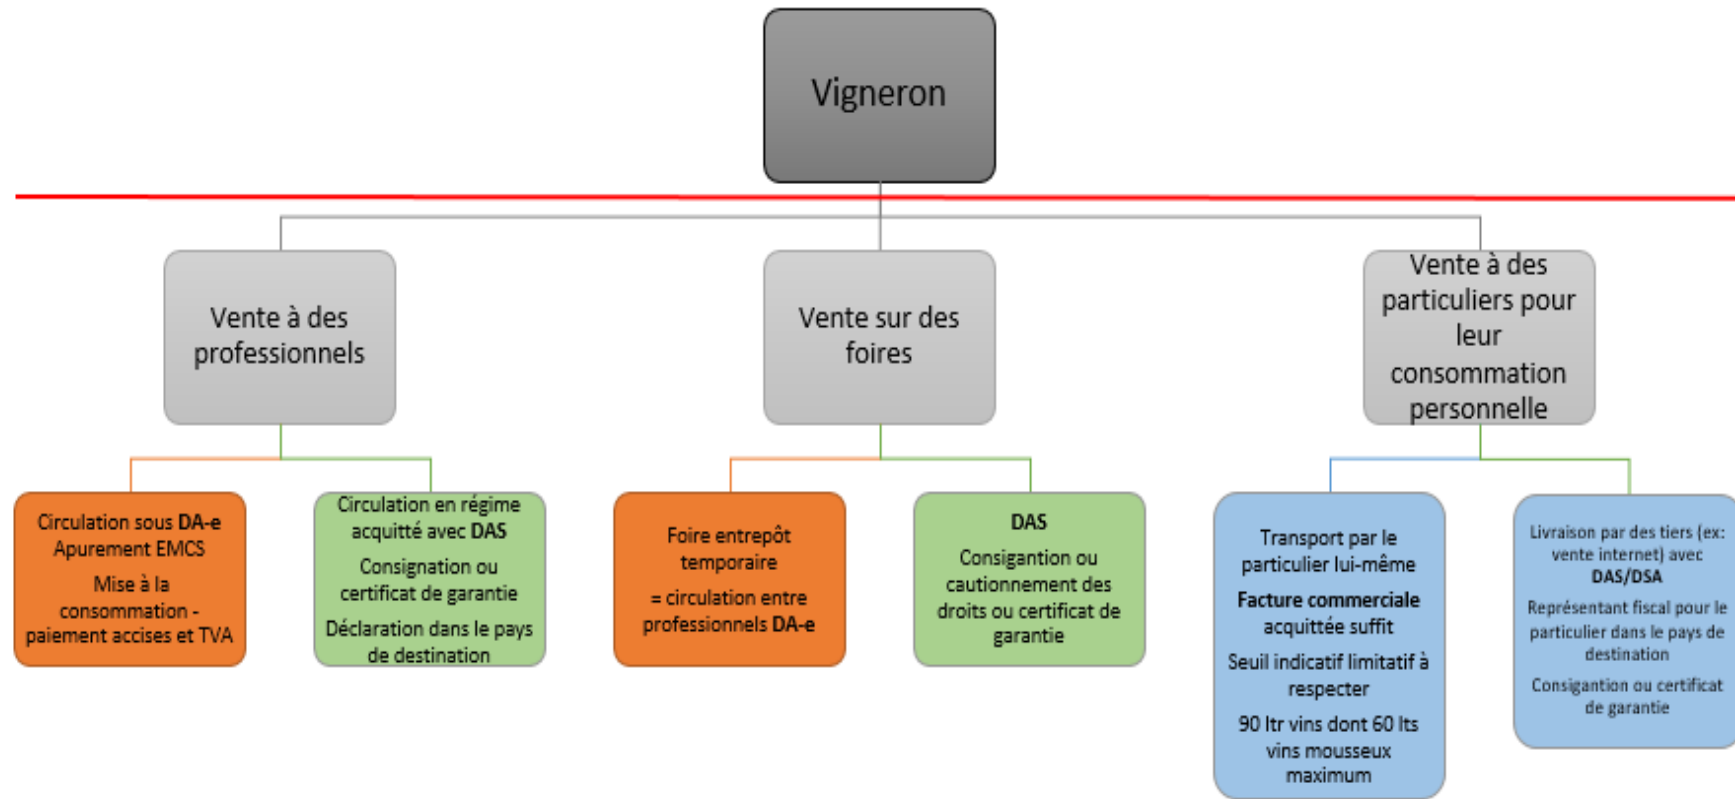 Vigneron
Vente à des
professionnels
Vente sur des
foires
Vente à des
particuliers pour
leur
consommation
personnelle
Circulation sous DA-e
Apurement EMCS
Mise à la
consommation -
paiement accises et TVA
Circulation en régime
acquitté avec DAS
Consignation ou
certificat de garantie
Déclaration dans le pays
de destination
Foire entrepôt
temporaire
= circulation entre
professionnels DA-e
DAS
Consigantion ou
cautionnement des
droits ou certificat de
garantie
Transport par le
particulier lui-même
Facture commerciale
acquittée suffit
Seuil indicatif limitatif à
respecter
90 ltr vins dont 60 lts
vins mousseux
maximum
Livraison par des tiers (ex:
vente internet) avec
DAS/DSA
Représentant fiscal pour le
particulier dans le pays de
destination
Consigantion ou certificat
de garantie